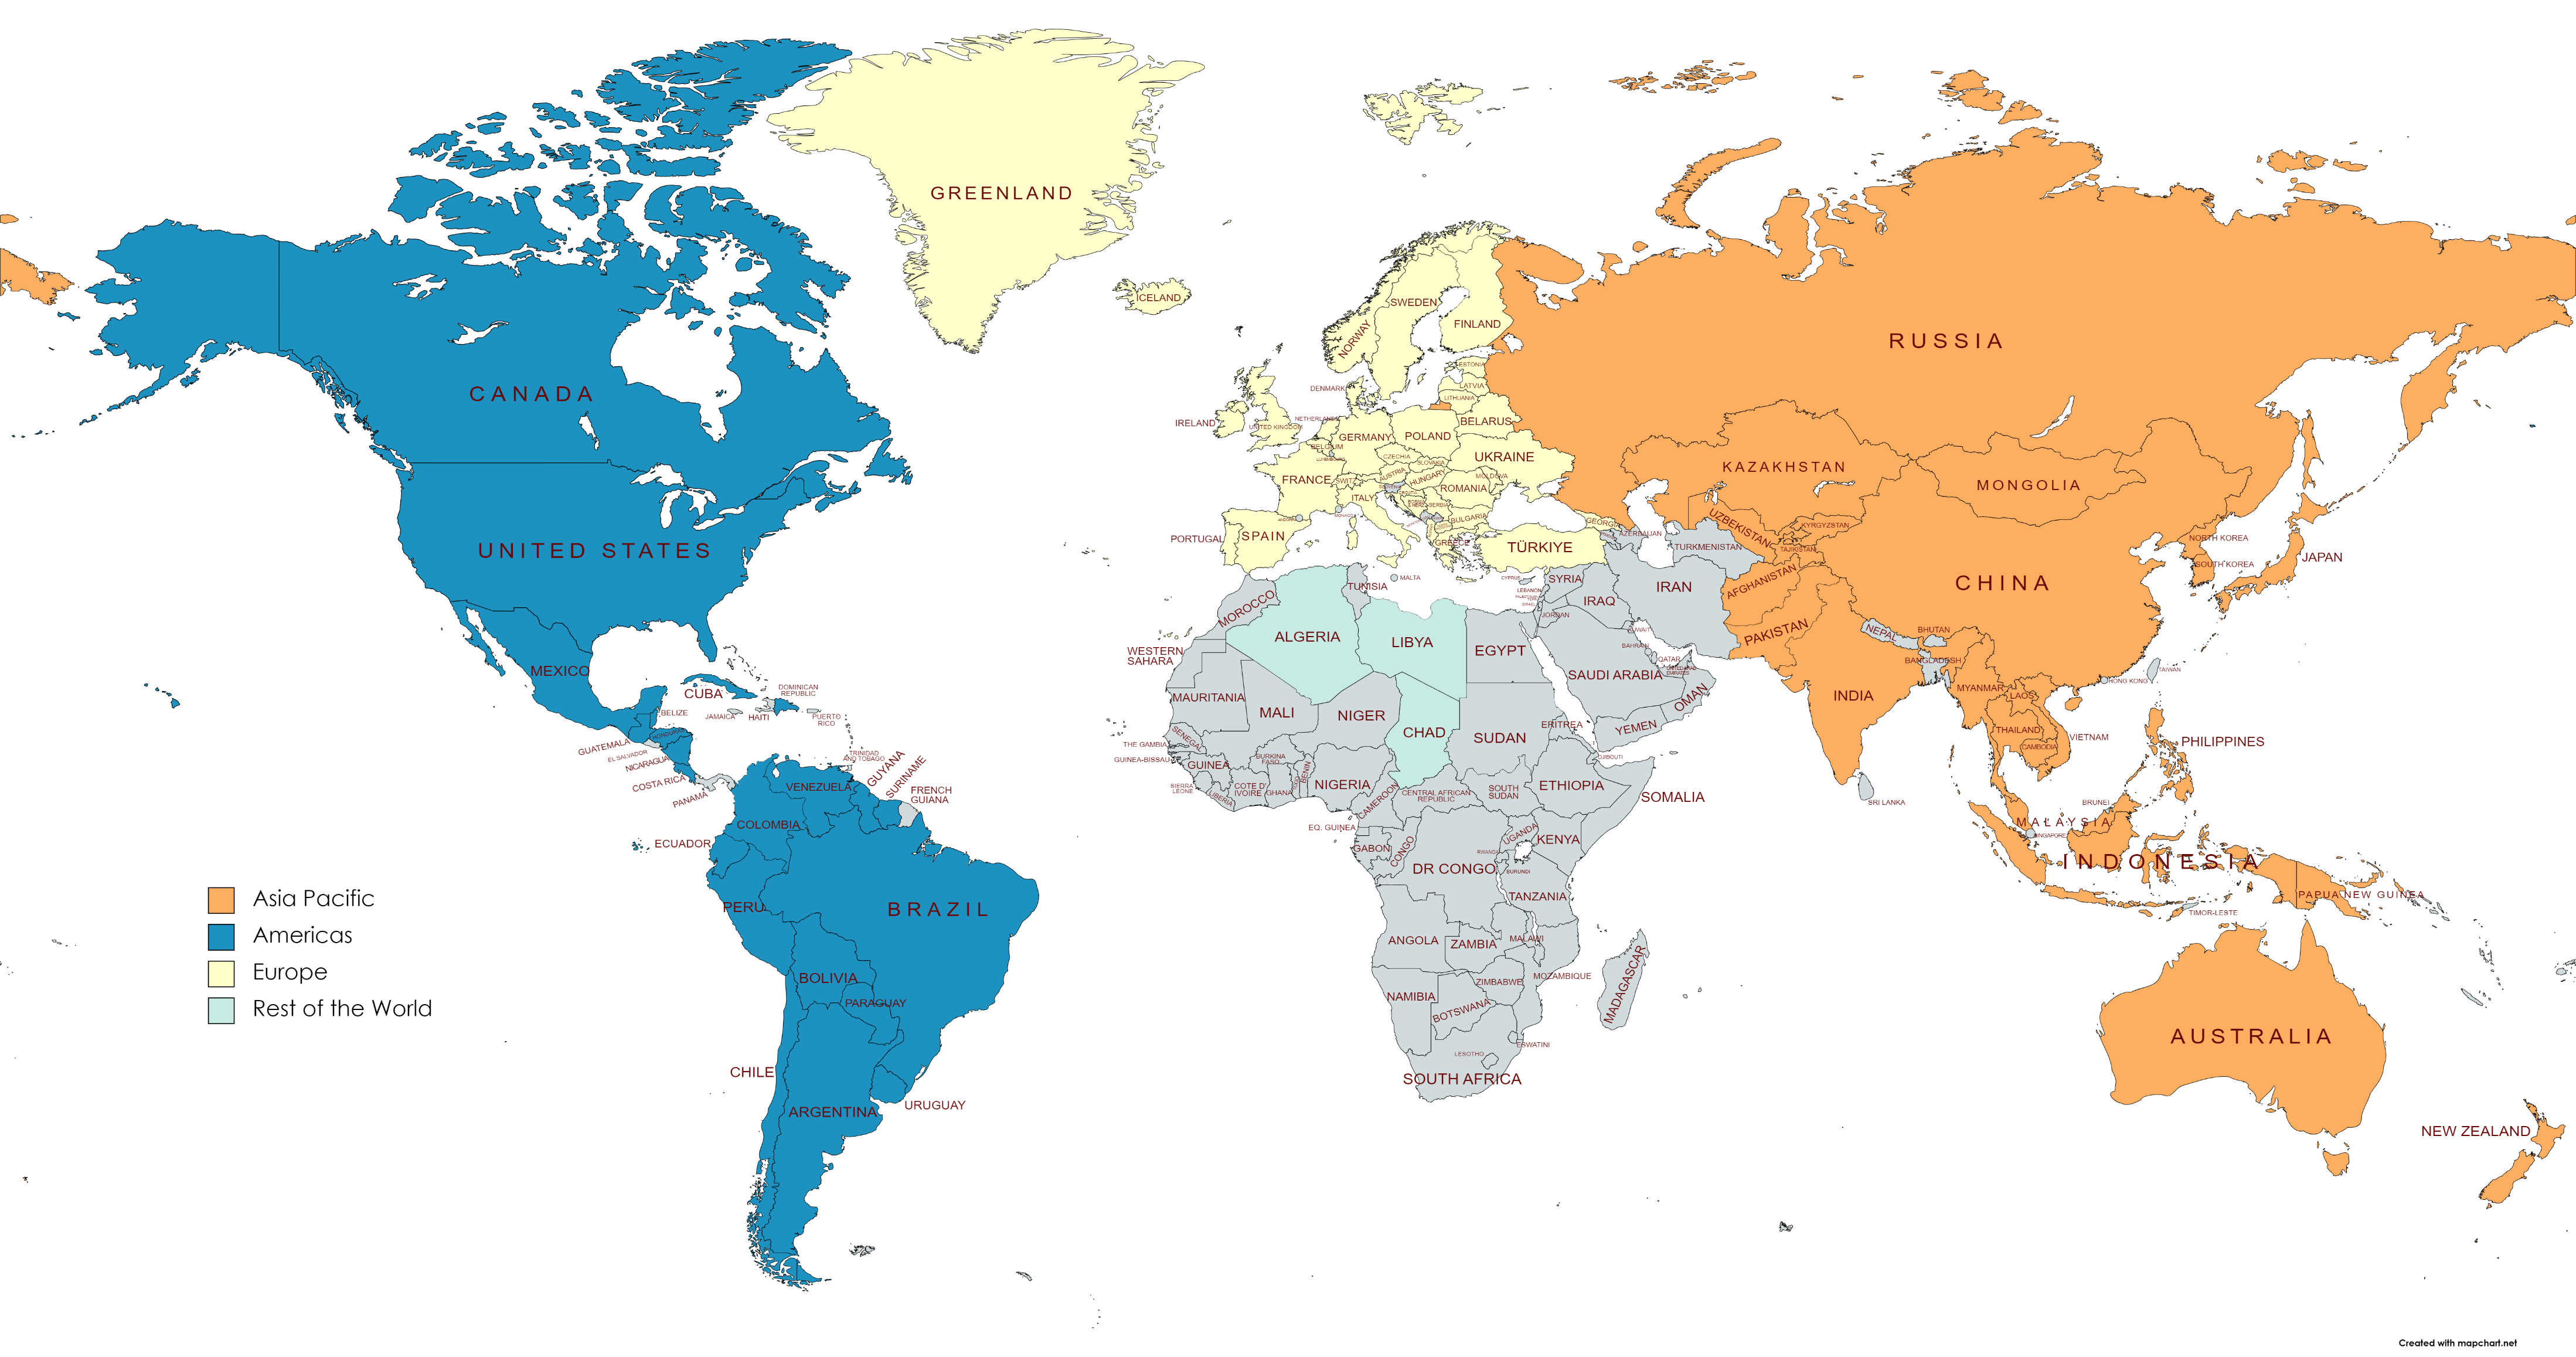 GREENLAND
ICELAND
CANADA
UNITED STATES
MEXICO
CUBA
DOMINICAN
REPUBLIC
BELIZE
JAMAICA
HAITI
PUERTO
RICO
GUATEMALA
HONDURAS
EL SALVADOR
NICARAGUA
COSTA RICA
PANAMA
TRINIDAD
AND TOBAGO
VENEZUELA
GUYANA
SURINAME
FRENCH
GUIANA
COLOMBIA
ECUADOR
PERU
BRAZIL
BOLIVIA
PARAGUAY
CHILE
ARGENTINA
URUGUAY
NORWAY
SWEDEN
FINLAND
ESTONIA
LATVIA
LITHUANIA
DENMARK
IRELAND
UNITED KINGDOM
NETHERLANDS
BELGIUM
GERMANY
POLAND
BELARUS
UKRAINE
CZECHIA
SLOVAKIA
AUSTRIA
HUNGARY
MOLDOVA
FRANCE
SWITZ
ITALY
ROMANIA
SERBIA
BULGARIA
MONACO
ANDORRA
PORTUGAL
SPAIN
GREECE
TÜRKIYE
GEORGIA
AZERBAIJAN
MALTA
CYPRUS
RUSSIA
KAZAKHSTAN
MONGOLIA
UZBEKISTAN
KYRGYZSTAN
TURKMENISTAN
TAJIKISTAN
AFGHANISTAN
PAKISTAN
CHINA
NORTH KOREA
SOUTH KOREA
JAPAN
NEPAL
BHUTAN
BANGLADESH
INDIA
SRI LANKA
MYANMAR
LAOS
THAILAND
CAMBODIA
VIETNAM
HONG KONG
TAIWAN
PHILIPPINES
BRUNEI
MALAYSIA
SINGAPORE
INDONESIA
TIMOR-LESTE
PAPUA NEW GUINEA
AUSTRALIA
NEW ZEALAND
SYRIA
LEBANON
IRAQ
IRAN
JORDAN
KUWAIT
BAHRAIN
QATAR
UNITED ARAB
EMIRATES
SAUDI ARABIA
OMAN
YEMEN
MOROCCO
TUNISIA
ALGERIA
LIBYA
EGYPT
WESTERN
SAHARA
MAURITANIA
MALI
NIGER
CHAD
SUDAN
ERITREA
DJIBOUTI
SENEGAL
THE GAMBIA
GUINEA-BISSAU
GUINEA
SIERRA
LEONE
LIBERIA
COTE D'
IVOIRE
BURKINA
FASO
GHANA
TOGO
BENIN
NIGERIA
CAMEROON
CENTRAL AFRICAN
REPUBLIC
SOUTH
SUDAN
ETHIOPIA
SOMALIA
EQ. GUINEA
GABON
CONGO
DR CONGO
UGANDA
KENYA
RWANDA
BURUNDI
TANZANIA
ANGOLA
ZAMBIA
MALAWI
MOZAMBIQUE
ZIMBABWE
NAMIBIA
BOTSWANA
MADAGASCAR
ESWATINI
LESOTHO
SOUTH AFRICA
Asia Pacific
Americas
Europe
Rest of the World
Created with mapchart.net